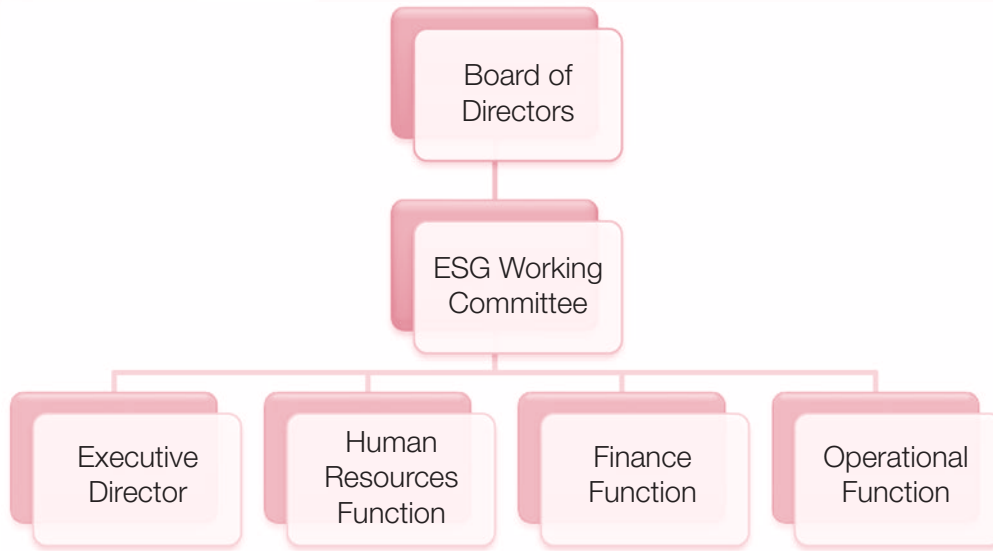 Board of
Directors
ESG Working
Committee
Executive
Director
Human
Resources
Function
Finance
Function
Operational
Function